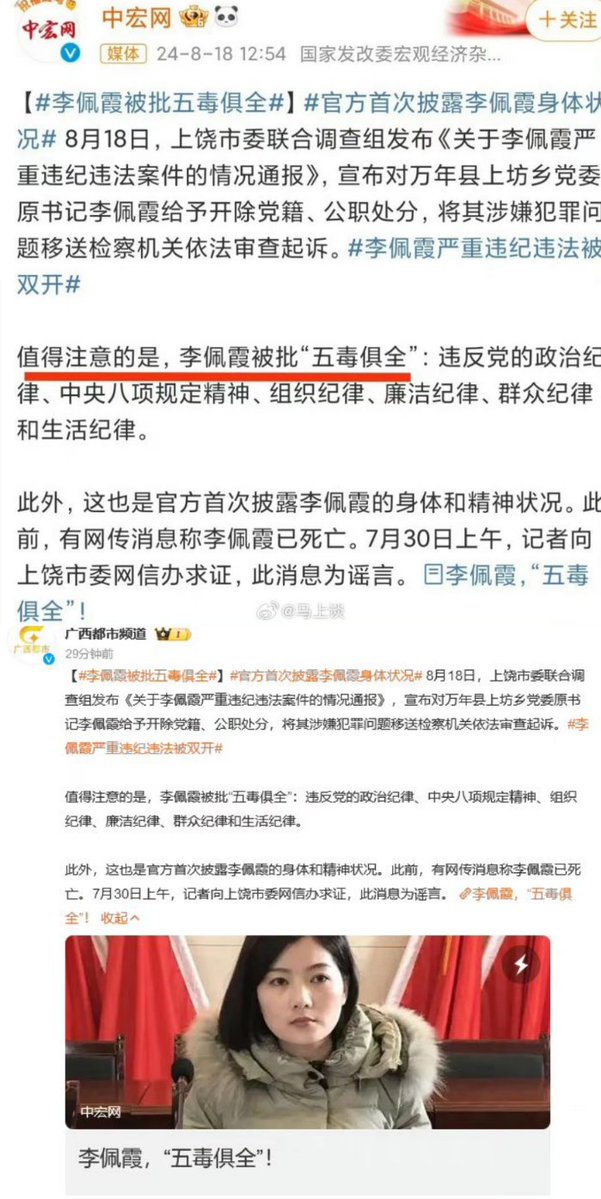 中宏网
中宏网
+关注
媒体 24-8-18 12:54 国家发改委宏观经济杂...
【#李佩霞被批五毒俱全#】#官方首次披露李佩霞身体状
况# 8月18日，上饶市委联合调查组发布《关于李佩霞严
重违纪违法案件的情况通报》，宣布对万年县上坊乡党委
原书记李佩霞给予开除党籍、公职处分，将其涉嫌犯罪问
题移送检察机关依法审查起诉。#李佩霞严重违纪违法被
双开#
值得注意的是，李佩霞被批“五毒俱全”：违反党的政治纪
律、中央八项规定精神、组织纪律、廉洁纪律、群众纪律
和生活纪律。
此外，这也是官方首次披露李佩霞的身体和精神状况。此
前，有网传消息称李佩霞已死亡。7月30日上午，记者向
上饶市委网信办求证，此消息为谣言。李佩霞，“五毒
俱全”！
@马上谈
广西都市
广西都市频道
29分钟前
【#李佩霞被批五毒俱全#】#官方首次披露李佩霞身体状况# 8月18日，上饶市委联合调
查组发布《关于李佩霞严重违纪违法案件的情况通报》，宣布对万年县上坊乡党委原书
记李佩霞给予开除党籍、公职处分，将其涉嫌犯罪问题移送检察机关依法审查起诉。#李
佩霞严重违纪违法被双开#
值得注意的是，李佩霞被批“五毒俱全”：违反党的政治纪律、中央八项规定精神、组织
纪律、廉洁纪律、群众纪律和生活纪律。
此外，这也是官方首次披露李佩霞的身体和精神状况。此前，有网传消息称李佩霞已死
亡。7月30日上午，记者向上饶市委网信办求证，此消息为谣言。李佩霞，“五毒俱
全”！ 收起
中宏网
李佩霞，“五毒俱全”！